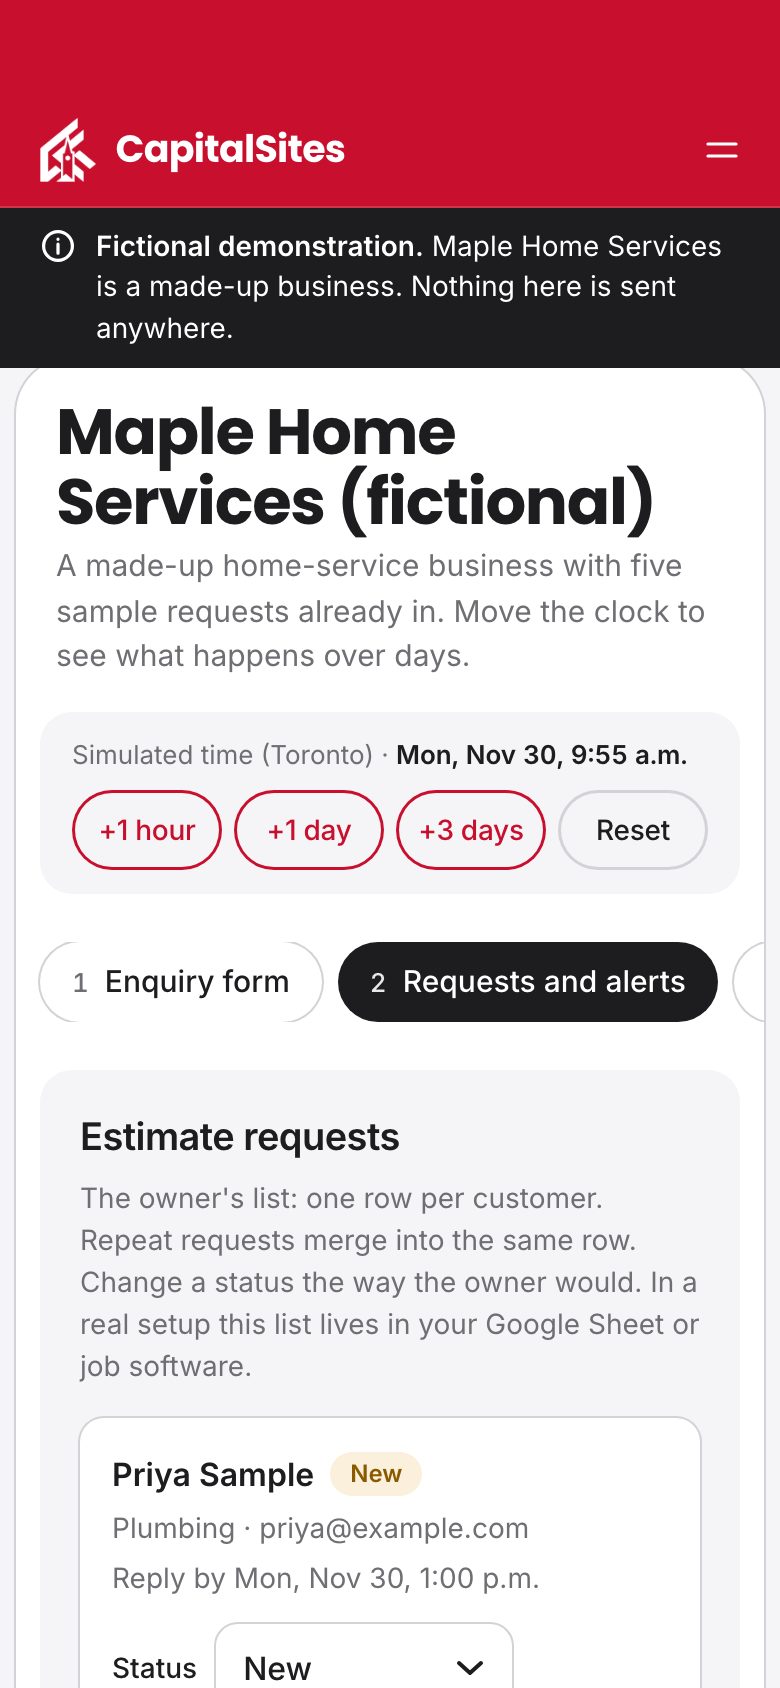 CapitalSites
Fictional demonstration. Maple Home Services
is a made-up business. Nothing here is sent
anywhere.
Maple Home
Services (fictional)
A made-up home-service business with five
sample requests already in. Move the clock to
see what happens over days.
Simulated time (Toronto) · Mon, Nov 30, 9:55 a.m.
+1 hour +1 day +3 days Reset
1 Enquiry form 2 Requests and alerts
Estimate requests
The owner's list: one row per customer.
Repeat requests merge into the same row.
Change a status the way the owner would. In a
real setup this list lives in your Google Sheet or
job software.
Priya Sample New
Plumbing · priya@example.com
Reply by Mon, Nov 30, 1:00 p.m.
Status New